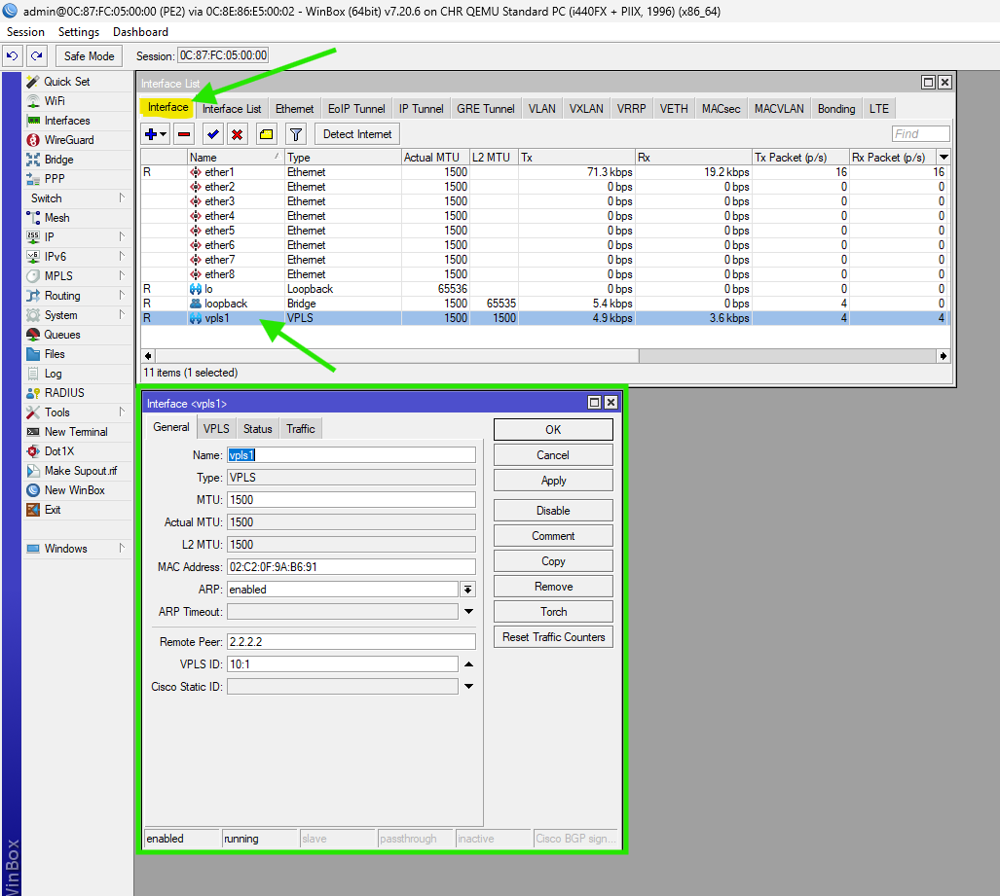 admin@0C:87:FC:05:00:00 (PE2) via 0C:8E:86:E5:00:02 - WinBox (64bit) v7.20.6 on CHR QEMU Standard PC (i440FX + PIIX, 1996) (x86_64)
Session Settings Dashboard
Safe Mode Session: 0C:87:FC:05:00:00
Quick Set
WiFi
Interfaces
WireGuard
Bridge
PPP
Switch
Mesh
IP
IPv6
MPLS
Routing
System
Queues
Files
Log
RADIUS
Tools
New Terminal
Dot1X
Make Supout.rif
New WinBox
Exit
Windows
WinBox
Interface List
Interface Interface List Ethernet EoIP Tunnel IP Tunnel GRE Tunnel VLAN VXLAN VRRP VETH MACsec MACVLAN Bonding LTE
Detect Internet Find
Name Type Actual MTU L2 MTU Tx Rx Tx Packet (p/s) Rx Packet (p/s)
R ether1 Ethernet 1500 71.3 kbps 19.2 kbps 16 16
ether2 Ethernet 1500 0 bps 0 bps 0 0
ether3 Ethernet 1500 0 bps 0 bps 0 0
ether4 Ethernet 1500 0 bps 0 bps 0 0
ether5 Ethernet 1500 0 bps 0 bps 0 0
ether6 Ethernet 1500 0 bps 0 bps 0 0
ether7 Ethernet 1500 0 bps 0 bps 0 0
ether8 Ethernet 1500 0 bps 0 bps 0 0
R lo Loopback 65536 0 bps 0 bps 0 0
R loopback Bridge 1500 65535 5.4 kbps 0 bps 4 0
R vpls1 VPLS 1500 1500 4.9 kbps 3.6 kbps 4 4
11 items (1 selected)
Interface <vpls1>
General VPLS Status Traffic
Name: vpls1
Type: VPLS
MTU: 1500
Actual MTU: 1500
L2 MTU: 1500
MAC Address: 02:C2:0F:9A:B6:91
ARP: enabled
ARP Timeout:
Remote Peer: 2.2.2.2
VPLS ID: 10:1
Cisco Static ID:
OK
Cancel
Apply
Disable
Comment
Copy
Remove
Torch
Reset Traffic Counters
enabled running slave passthrough inactive Cisco BGP sign...